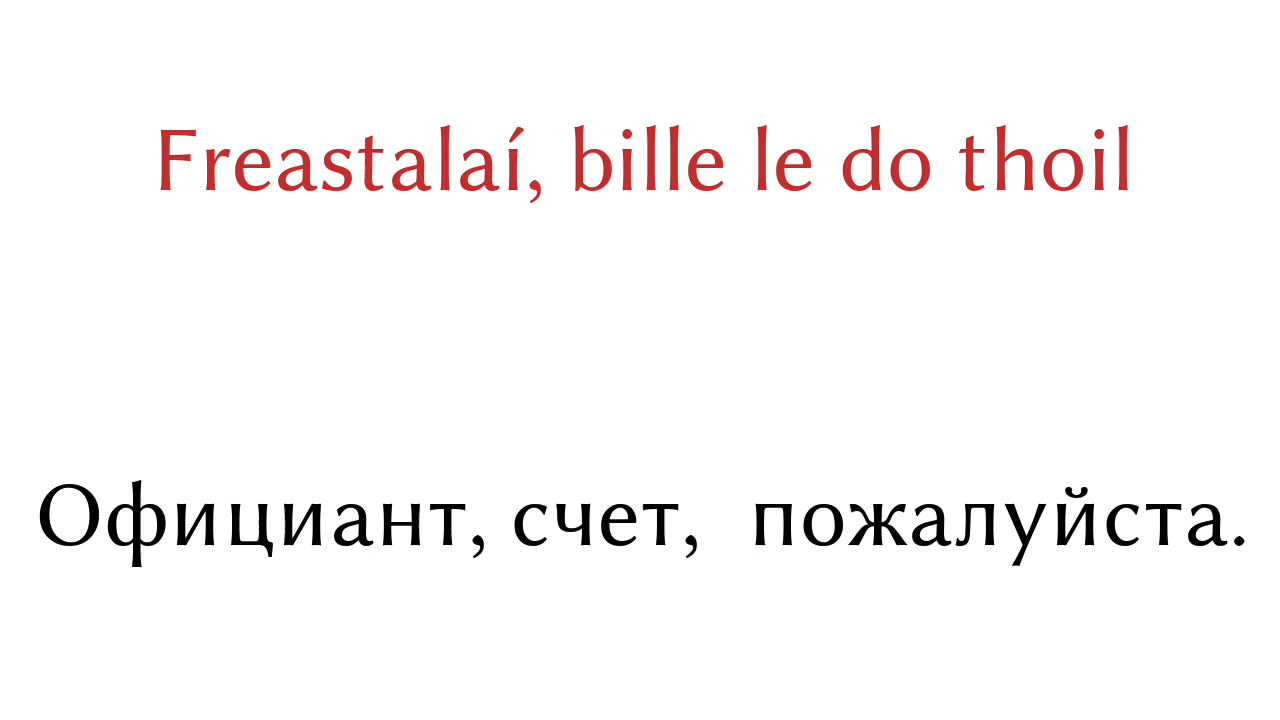 Freastalaí, bille le do thoil
Официант, счет,  пожалуйста.